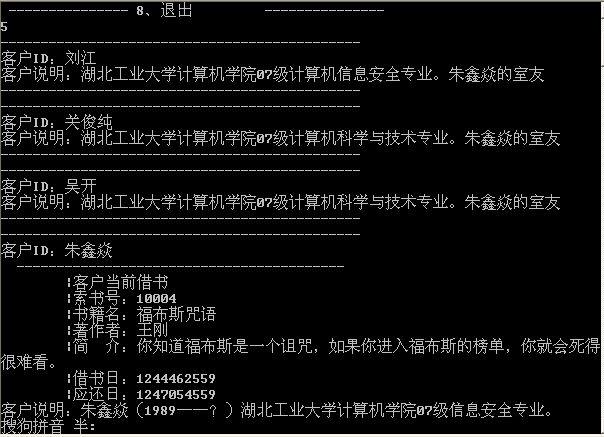 --------------- 8、退出 ---------------
5
---------------------------------------------
客户ID：刘江
客户说明：湖北工业大学计算机学院07级计算机信息安全专业。朱鑫焱的室友
---------------------------------------------
---------------------------------------------
客户ID：关俊纯
客户说明：湖北工业大学计算机学院07级计算机科学与技术专业。朱鑫焱的室友
---------------------------------------------
---------------------------------------------
客户ID：吴开
客户说明：湖北工业大学计算机学院07级计算机科学与技术专业。朱鑫焱的室友
---------------------------------------------
---------------------------------------------
客户ID：朱鑫焱
-----------------------------------------
|客户当前借书
|索书号：10004
|书籍名：福布斯咒语
|著作者：王刚
|简　介：你知道福布斯是一个诅咒，如果你进入福布斯的榜单，你就会死得
很难看。
|借书日：1244462559
|应还日：1247054559
客户说明：朱鑫焱（1989——？）湖北工业大学计算机学院07级信息安全专业。
搜狗拼音 半: